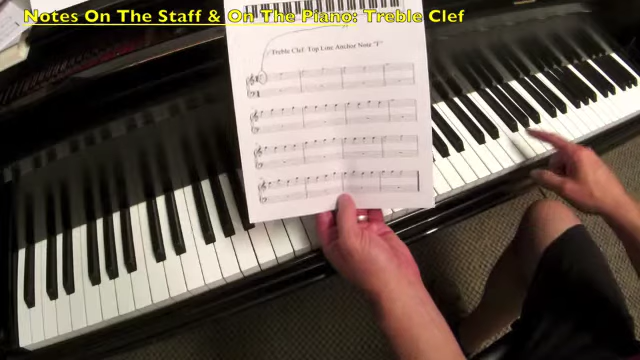 Notes On The Staff & On The Piano: Treble Clef
Treble Clef: Top Line Anchor Note "F"